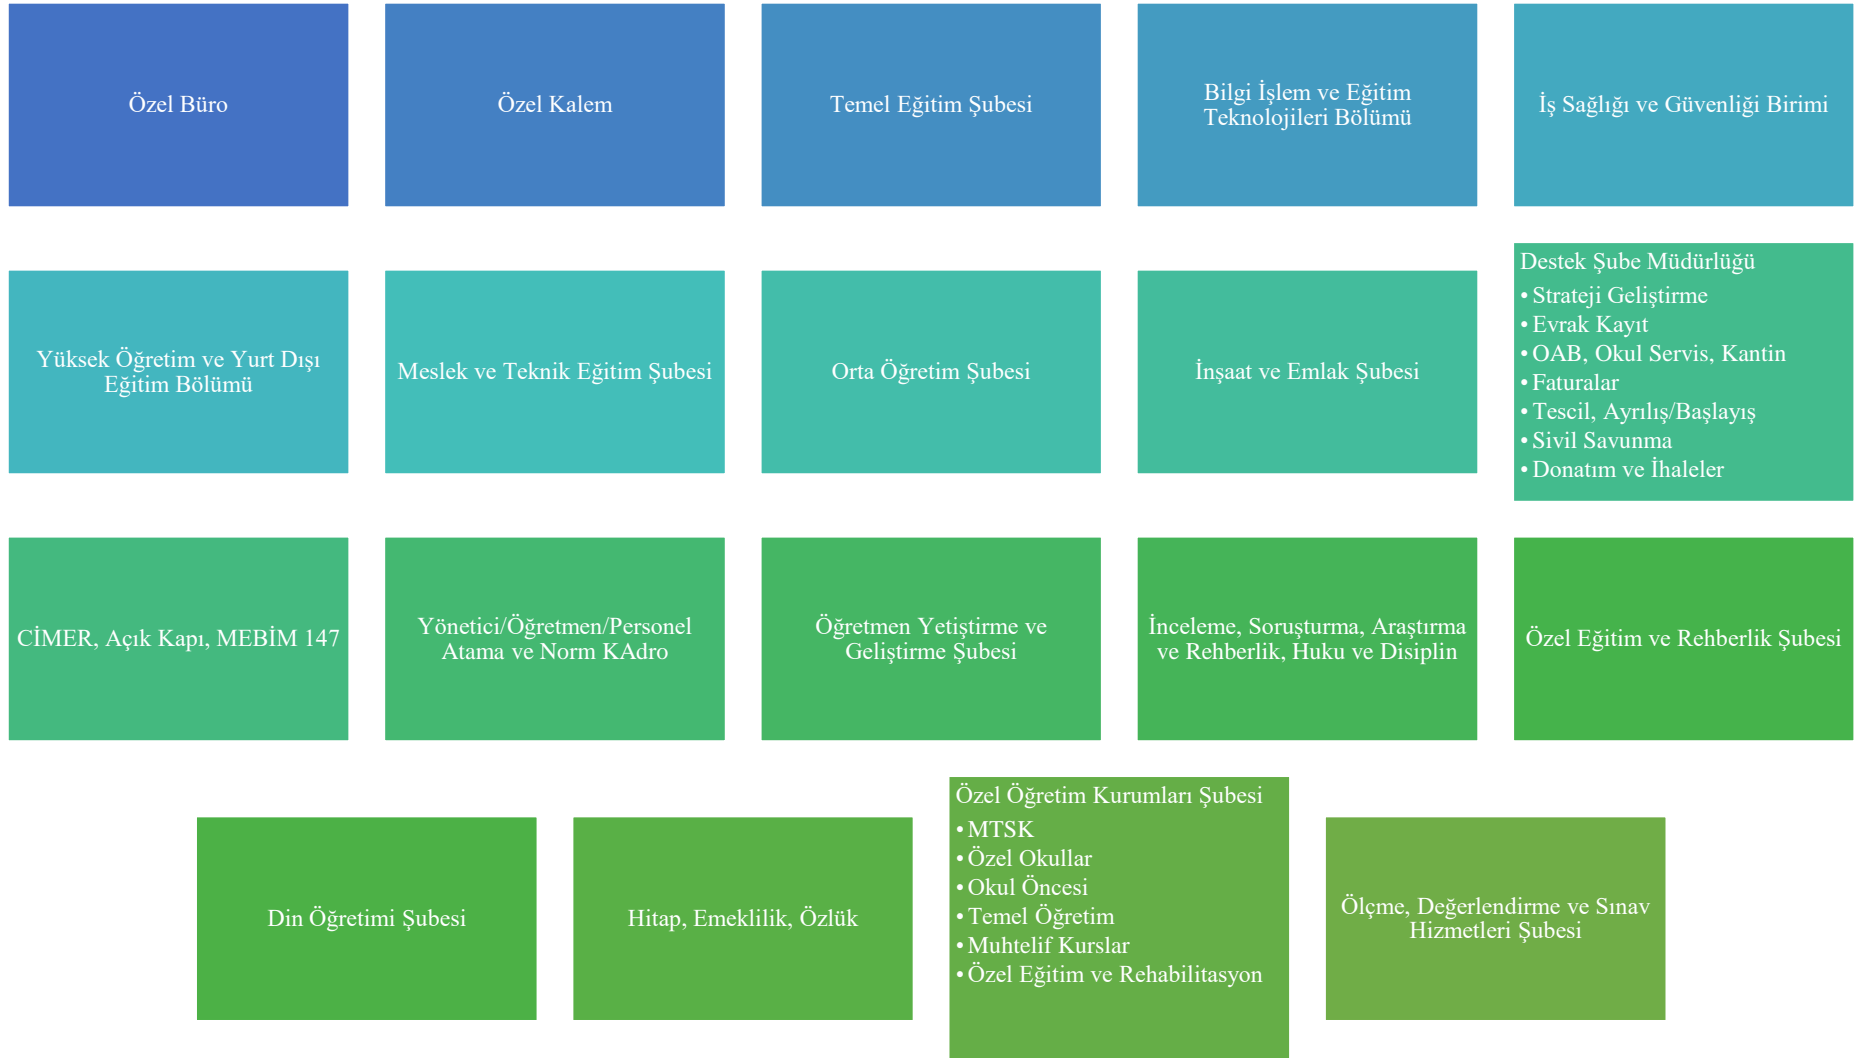 Özel Büro
Özel Kalem
Temel Eğitim Şubesi
Bilgi İşlem ve Eğitim
Teknolojileri Bölümü
İş Sağlığı ve Güvenliği Birimi
Yüksek Öğretim ve Yurt Dışı
Eğitim Bölümü
Meslek ve Teknik Eğitim Şubesi
Orta Öğretim Şubesi
İnşaat ve Emlak Şubesi
Destek Şube Müdürlüğü
• Strateji Geliştirme
• Evrak Kayıt
• OAB, Okul Servis, Kantin
• Faturalar
• Tescil, Ayrılış/Başlayış
• Sivil Savunma
• Donatım ve İhaleler
CİMER, Açık Kapı, MEBİM 147
Yönetici/Öğretmen/Personel
Atama ve Norm KAdro
Öğretmen Yetiştirme ve
Geliştirme Şubesi
İnceleme, Soruşturma, Araştırma
ve Rehberlik, Huku ve Disiplin
Özel Eğitim ve Rehberlik Şubesi
Din Öğretimi Şubesi
Hitap, Emeklilik, Özlük
Özel Öğretim Kurumları Şubesi
• MTSK
• Özel Okullar
• Okul Öncesi
• Temel Öğretim
• Muhtelif Kurslar
• Özel Eğitim ve Rehabilitasyon
Ölçme, Değerlendirme ve Sınav
Hizmetleri Şubesi